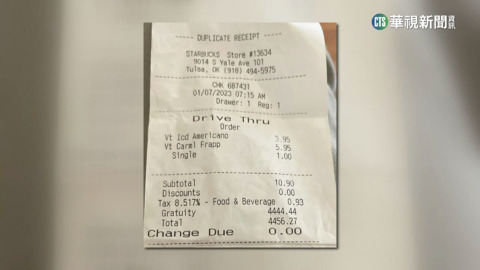 CTS 華視新聞 資訊
DUPLICATE RECEIPT
STARBUCKS Store #13634
9014 S Yale Ave 101
Tulsa, OK (918) 494-5975
CHK 687431
01/07/2023 07:15 AM
Drawer: 1 Reg: 1
Drive Thru
Order
Vt Icd Americano 3.95
Vt Carml Frapp 5.95
Single 1.00
Subtotal 10.90
Discounts 0.00
Tax 8.517% - Food & Beverage 0.93
Gratuity 4444.44
Total 4456.27
Change Due 0.00